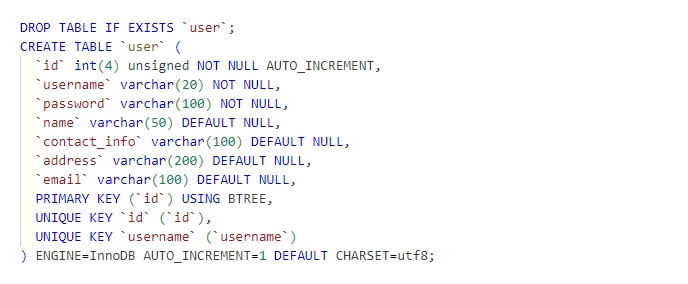 DROP TABLE IF EXISTS `user`;
CREATE TABLE `user` (
  `id` int(4) unsigned NOT NULL AUTO_INCREMENT,
  `username` varchar(20) NOT NULL,
  `password` varchar(100) NOT NULL,
  `name` varchar(50) DEFAULT NULL,
  `contact_info` varchar(100) DEFAULT NULL,
  `address` varchar(200) DEFAULT NULL,
  `email` varchar(100) DEFAULT NULL,
  PRIMARY KEY (`id`) USING BTREE,
  UNIQUE KEY `id` (`id`),
  UNIQUE KEY `username` (`username`)
) ENGINE=InnoDB AUTO_INCREMENT=1 DEFAULT CHARSET=utf8;